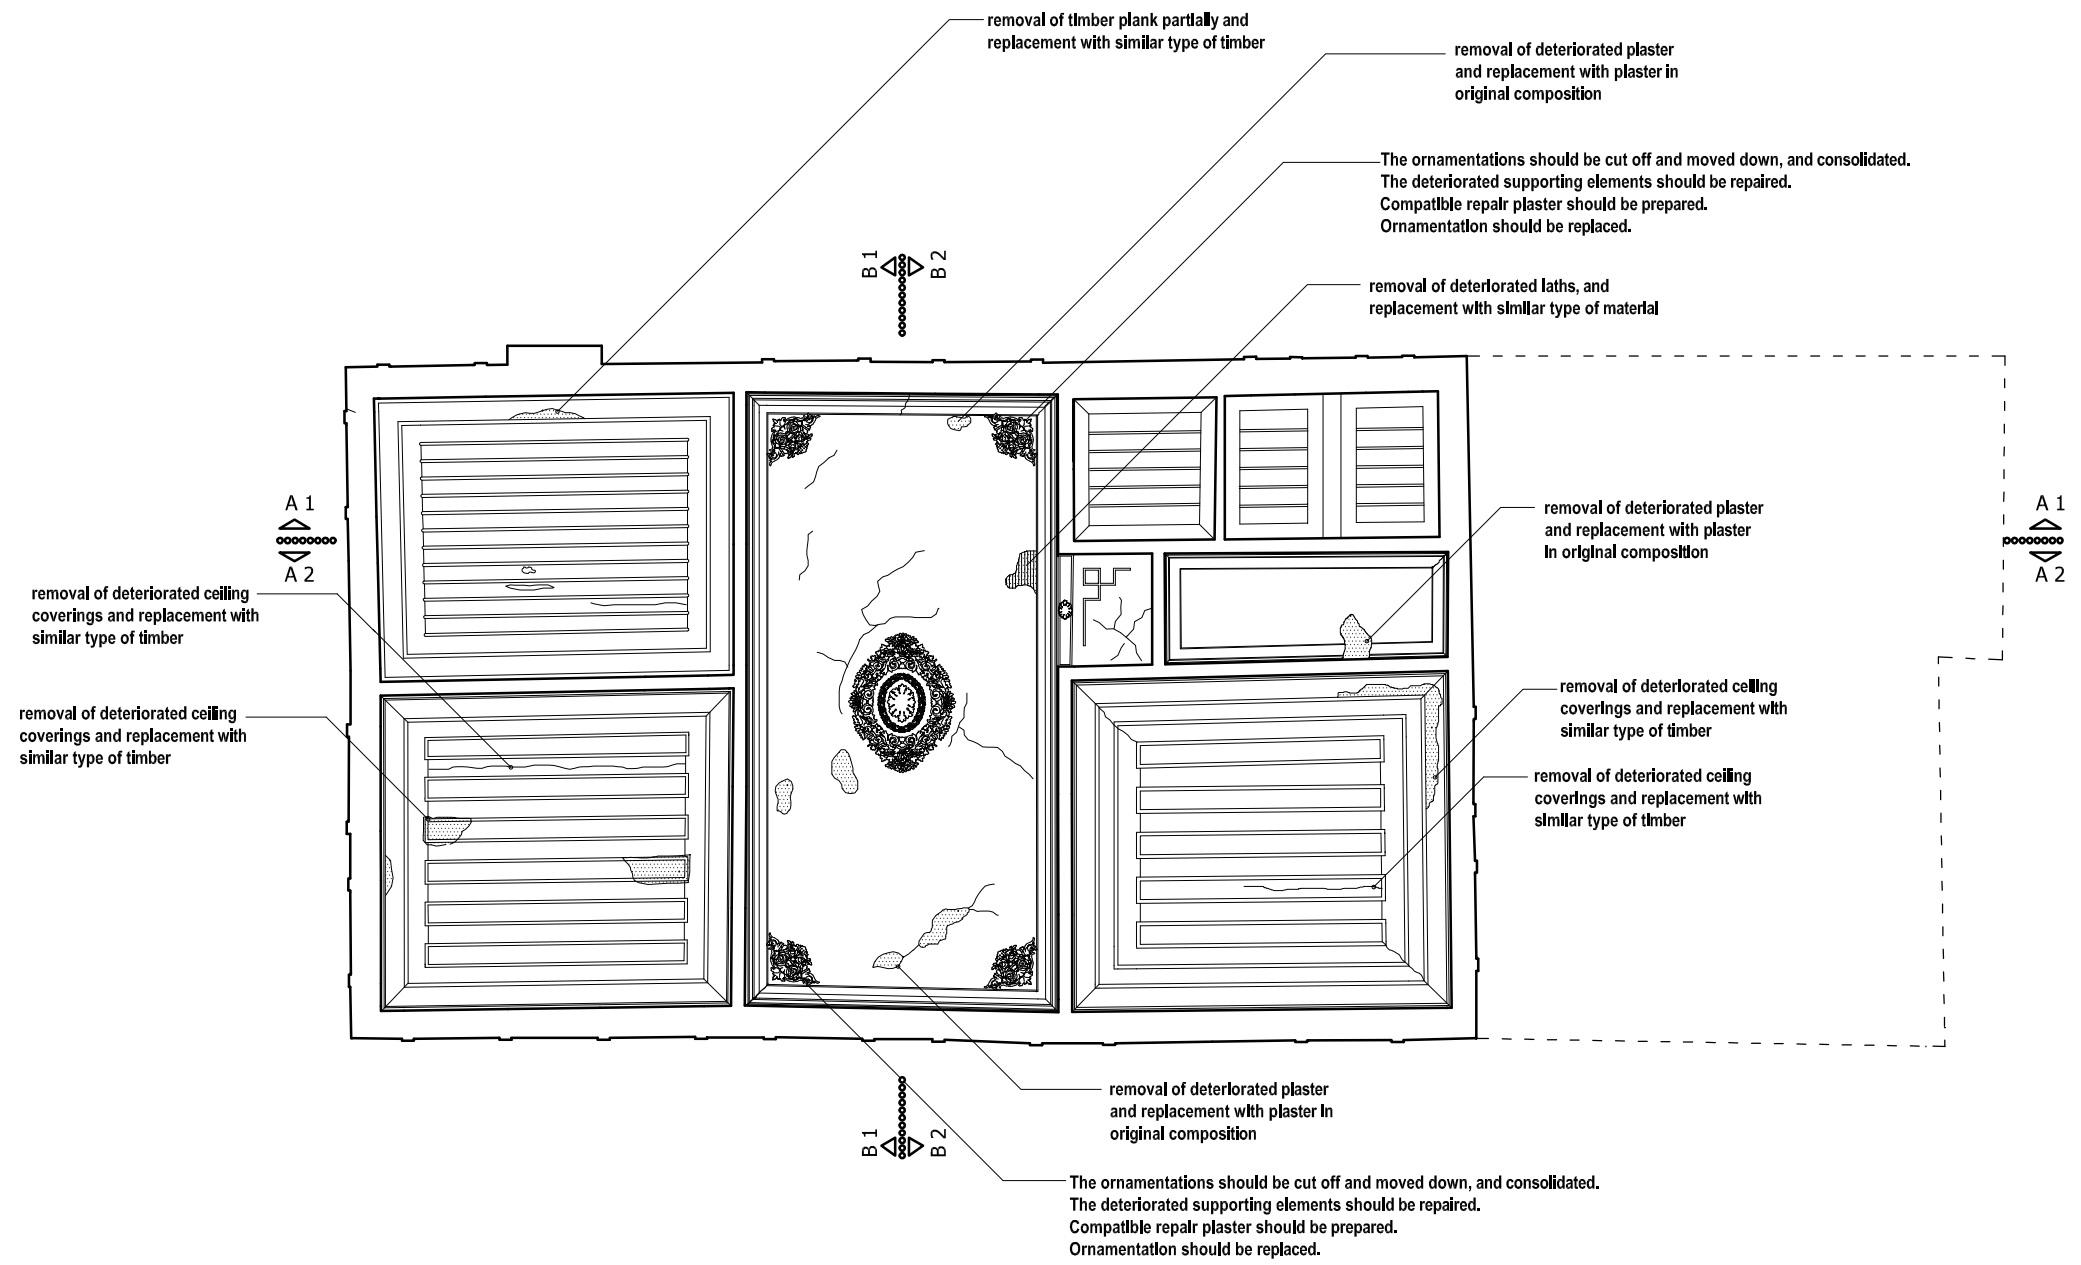 removal of timber plank partially and
replacement with similar type of timber
removal of deteriorated plaster
and replacement with plaster in
original composition
The ornamentations should be cut off and moved down, and consolidated.
The deteriorated supporting elements should be repaired.
Compatible repair plaster should be prepared.
Ornamentation should be replaced.
B 1
B 2
removal of deteriorated laths, and
replacement with similar type of material
A 1
A 2
removal of deteriorated plaster
and replacement with plaster
in original composition
A 1
A 2
removal of deteriorated ceiling
coverings and replacement with
similar type of timber
removal of deteriorated ceiling
coverings and replacement with
similar type of timber
removal of deteriorated ceiling
coverings and replacement with
similar type of timber
removal of deteriorated ceiling
coverings and replacement with
similar type of timber
removal of deteriorated plaster
and replacement with plaster in
original composition
B 1
B 2
The ornamentations should be cut off and moved down, and consolidated.
The deteriorated supporting elements should be repaired.
Compatible repair plaster should be prepared.
Ornamentation should be replaced.